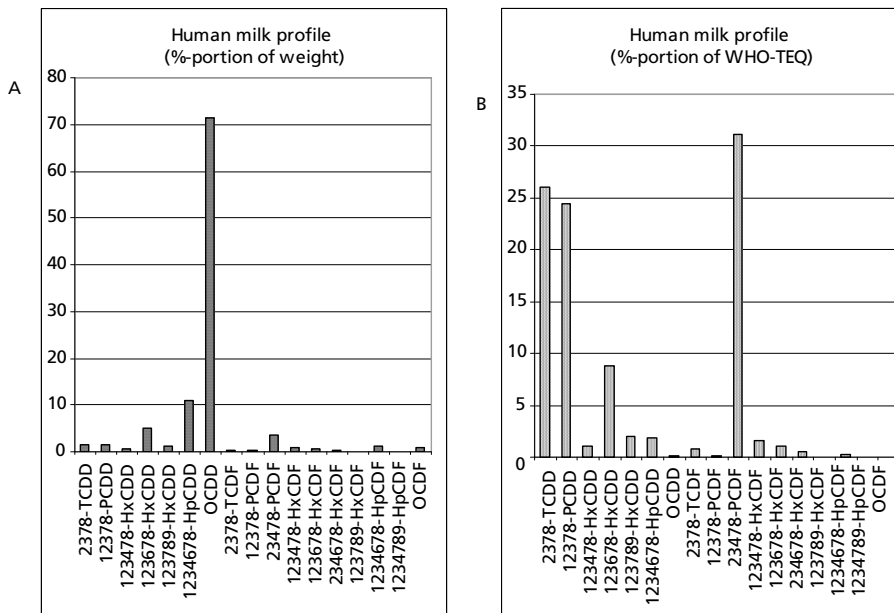 A
Human milk profile
(%-portion of weight)
80
70
60
50
40
30
20
10
0
2378-TCDD
12378-PCDD
123478-HxCDD
123678-HxCDD
123789-HxCDD
1234678-HpCDD
OCDD
2378-TCDF
12378-PCDF
23478-PCDF
123478-HxCDF
123678-HxCDF
234678-HxCDF
123789-HxCDF
1234678-HpCDF
1234789-HpCDF
OCDF
B
Human milk profile
(%-portion of WHO-TEQ)
35
30
25
20
15
10
5
0
2378-TCDD
12378-PCDD
123478-HxCDD
123678-HxCDD
123789-HxCDD
1234678-HpCDD
OCDD
2378-TCDF
12378-PCDF
23478-PCDF
123478-HxCDF
123678-HxCDF
234678-HxCDF
123789-HxCDF
1234678-HpCDF
1234789-HpCDF
OCDF